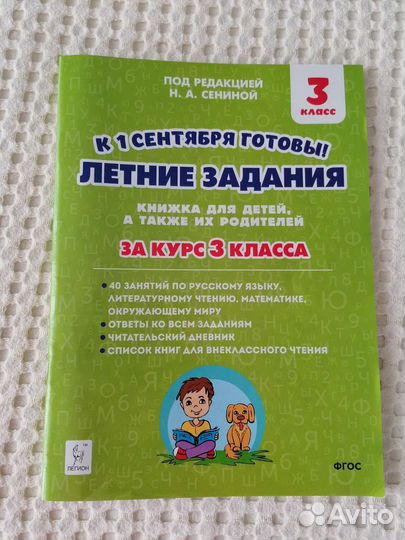 ПОД РЕДАКЦИЕЙ
Н. А. СЕНИНОЙ
3
класс
К 1 СЕНТЯБРЯ ГОТОВЫ!
ЛЕТНИЕ ЗАДАНИЯ
КНИЖКА ДЛЯ ДЕТЕЙ,
А ТАКЖЕ ИХ РОДИТЕЛЕЙ
ЗА КУРС 3 КЛАССА
• 40 ЗАНЯТИЙ ПО РУССКОМУ ЯЗЫКУ,
ЛИТЕРАТУРНОМУ ЧТЕНИЮ, МАТЕМАТИКЕ,
ОКРУЖАЮЩЕМУ МИРУ
• ОТВЕТЫ КО ВСЕМ ЗАДАНИЯМ
• ЧИТАТЕЛЬСКИЙ ДНЕВНИК
• СПИСОК КНИГ ДЛЯ ВНЕКЛАССНОГО ЧТЕНИЯ
ЛЕГИОН
ФГОС
Avito